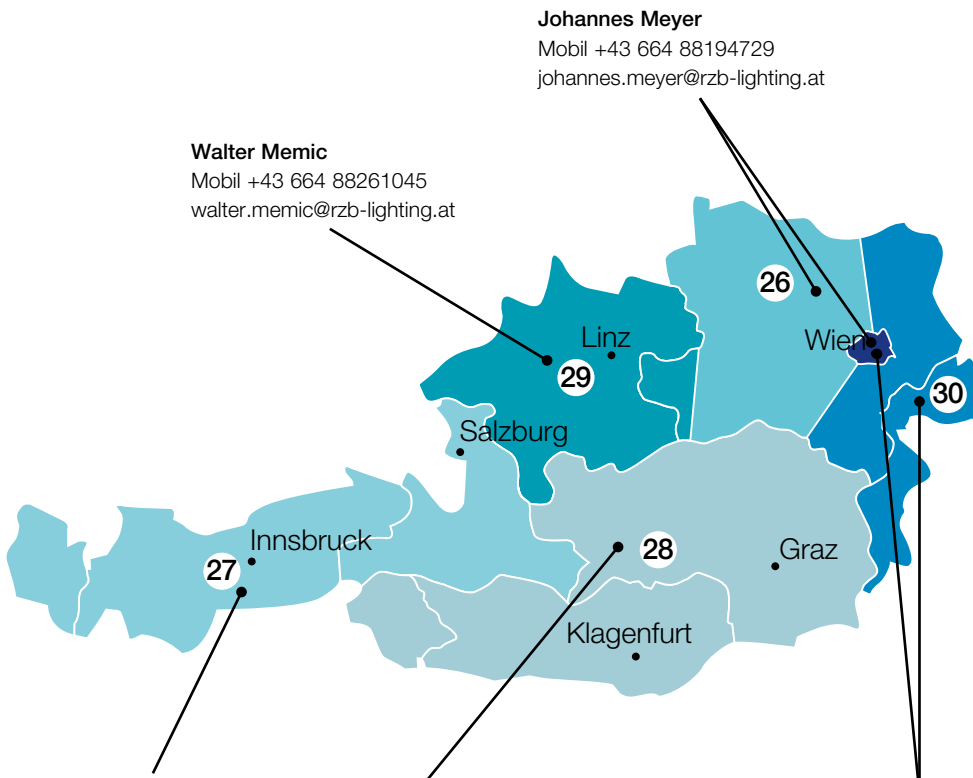 Johannes Meyer
Mobil +43 664 88194729
johannes.meyer@rzb-lighting.at
Walter Memic
Mobil +43 664 88261045
walter.memic@rzb-lighting.at
26
Linz
Wien
29
30
Salzburg
Innsbruck
28
Graz
27
Klagenfurt